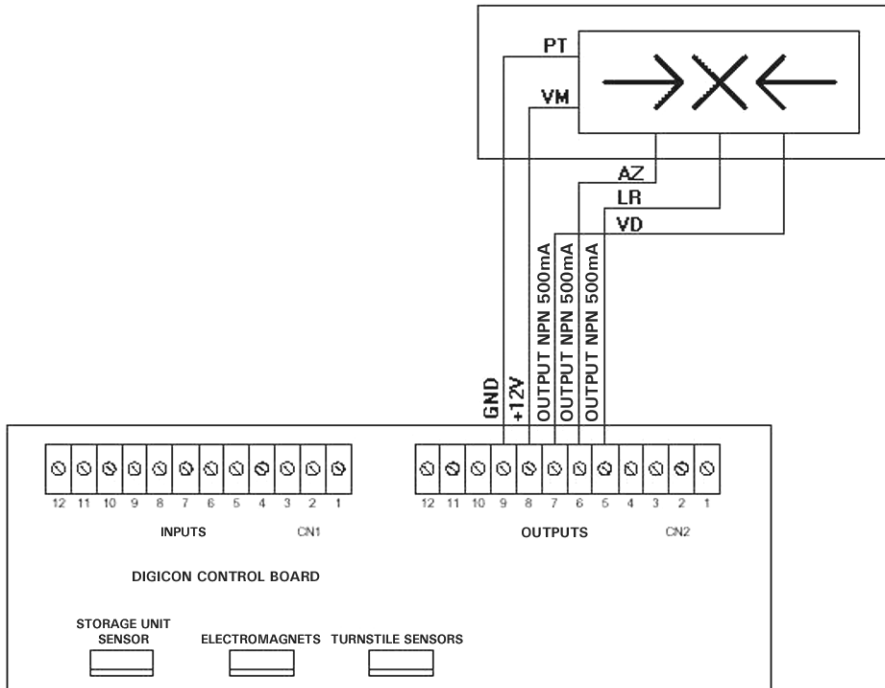 PT
VM
AZ
LR
VD
GND
+12V
OUTPUT NPN 500mA
OUTPUT NPN 500mA
OUTPUT NPN 500mA
12 11 10 9 8 7 6 5 4 3 2 1
12 11 10 9 8 7 6 5 4 3 2 1
INPUTS CN1
OUTPUTS CN2
DIGICON CONTROL BOARD
STORAGE UNIT
SENSOR
ELECTROMAGNETS
TURNSTILE SENSORS